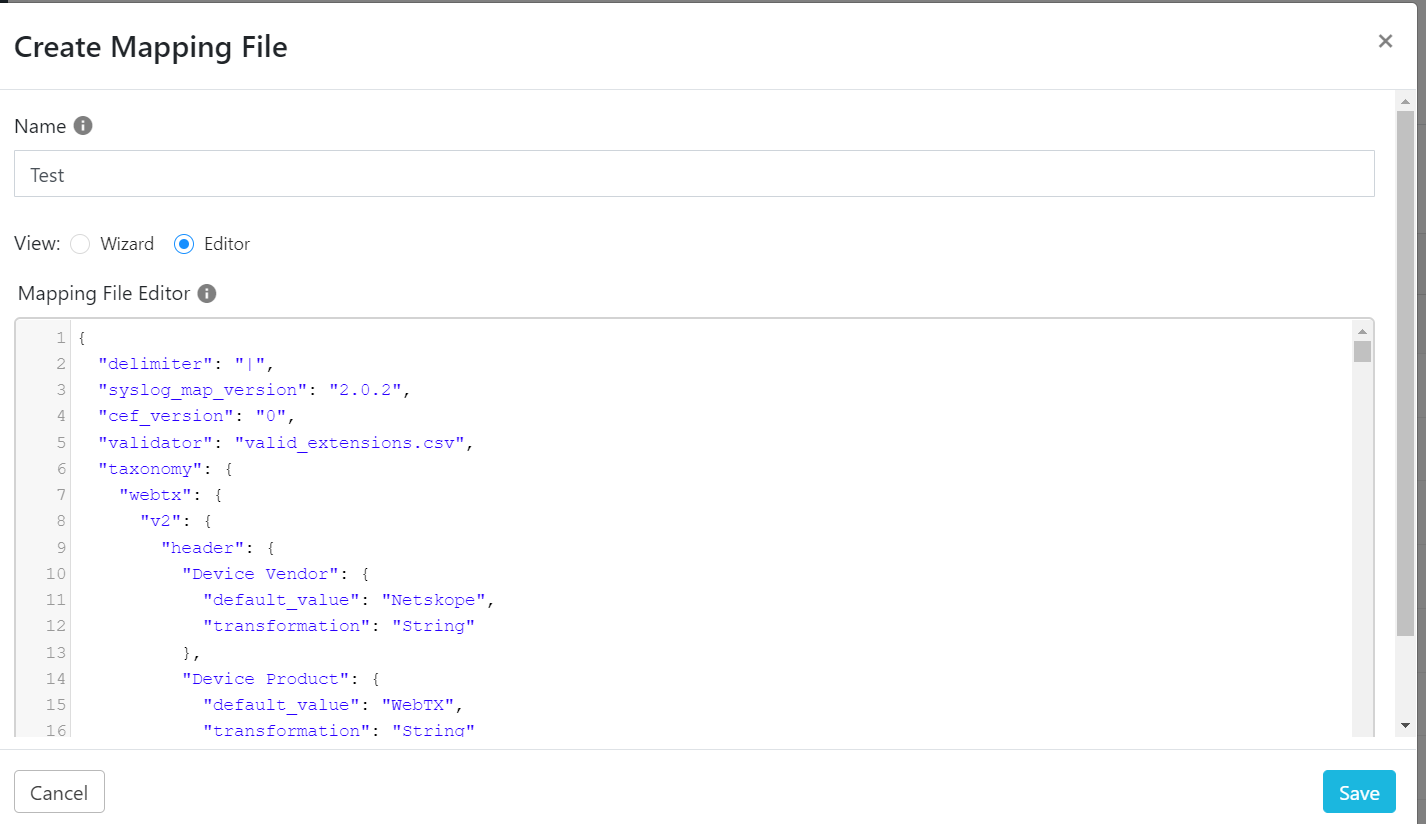 Create Mapping File
×
Name
Test
View: Wizard Editor
Mapping File Editor
1 {
2 "delimiter": "|",
3 "syslog_map_version": "2.0.2",
4 "cef_version": "0",
5 "validator": "valid_extensions.csv",
6 "taxonomy": {
7 "webtx": {
8 "v2": {
9 "header": {
10 "Device Vendor": {
11 "default_value": "Netskope",
12 "transformation": "String"
13 },
14 "Device Product": {
15 "default_value": "WebTX",
16 "transformation": "String"
Cancel Save